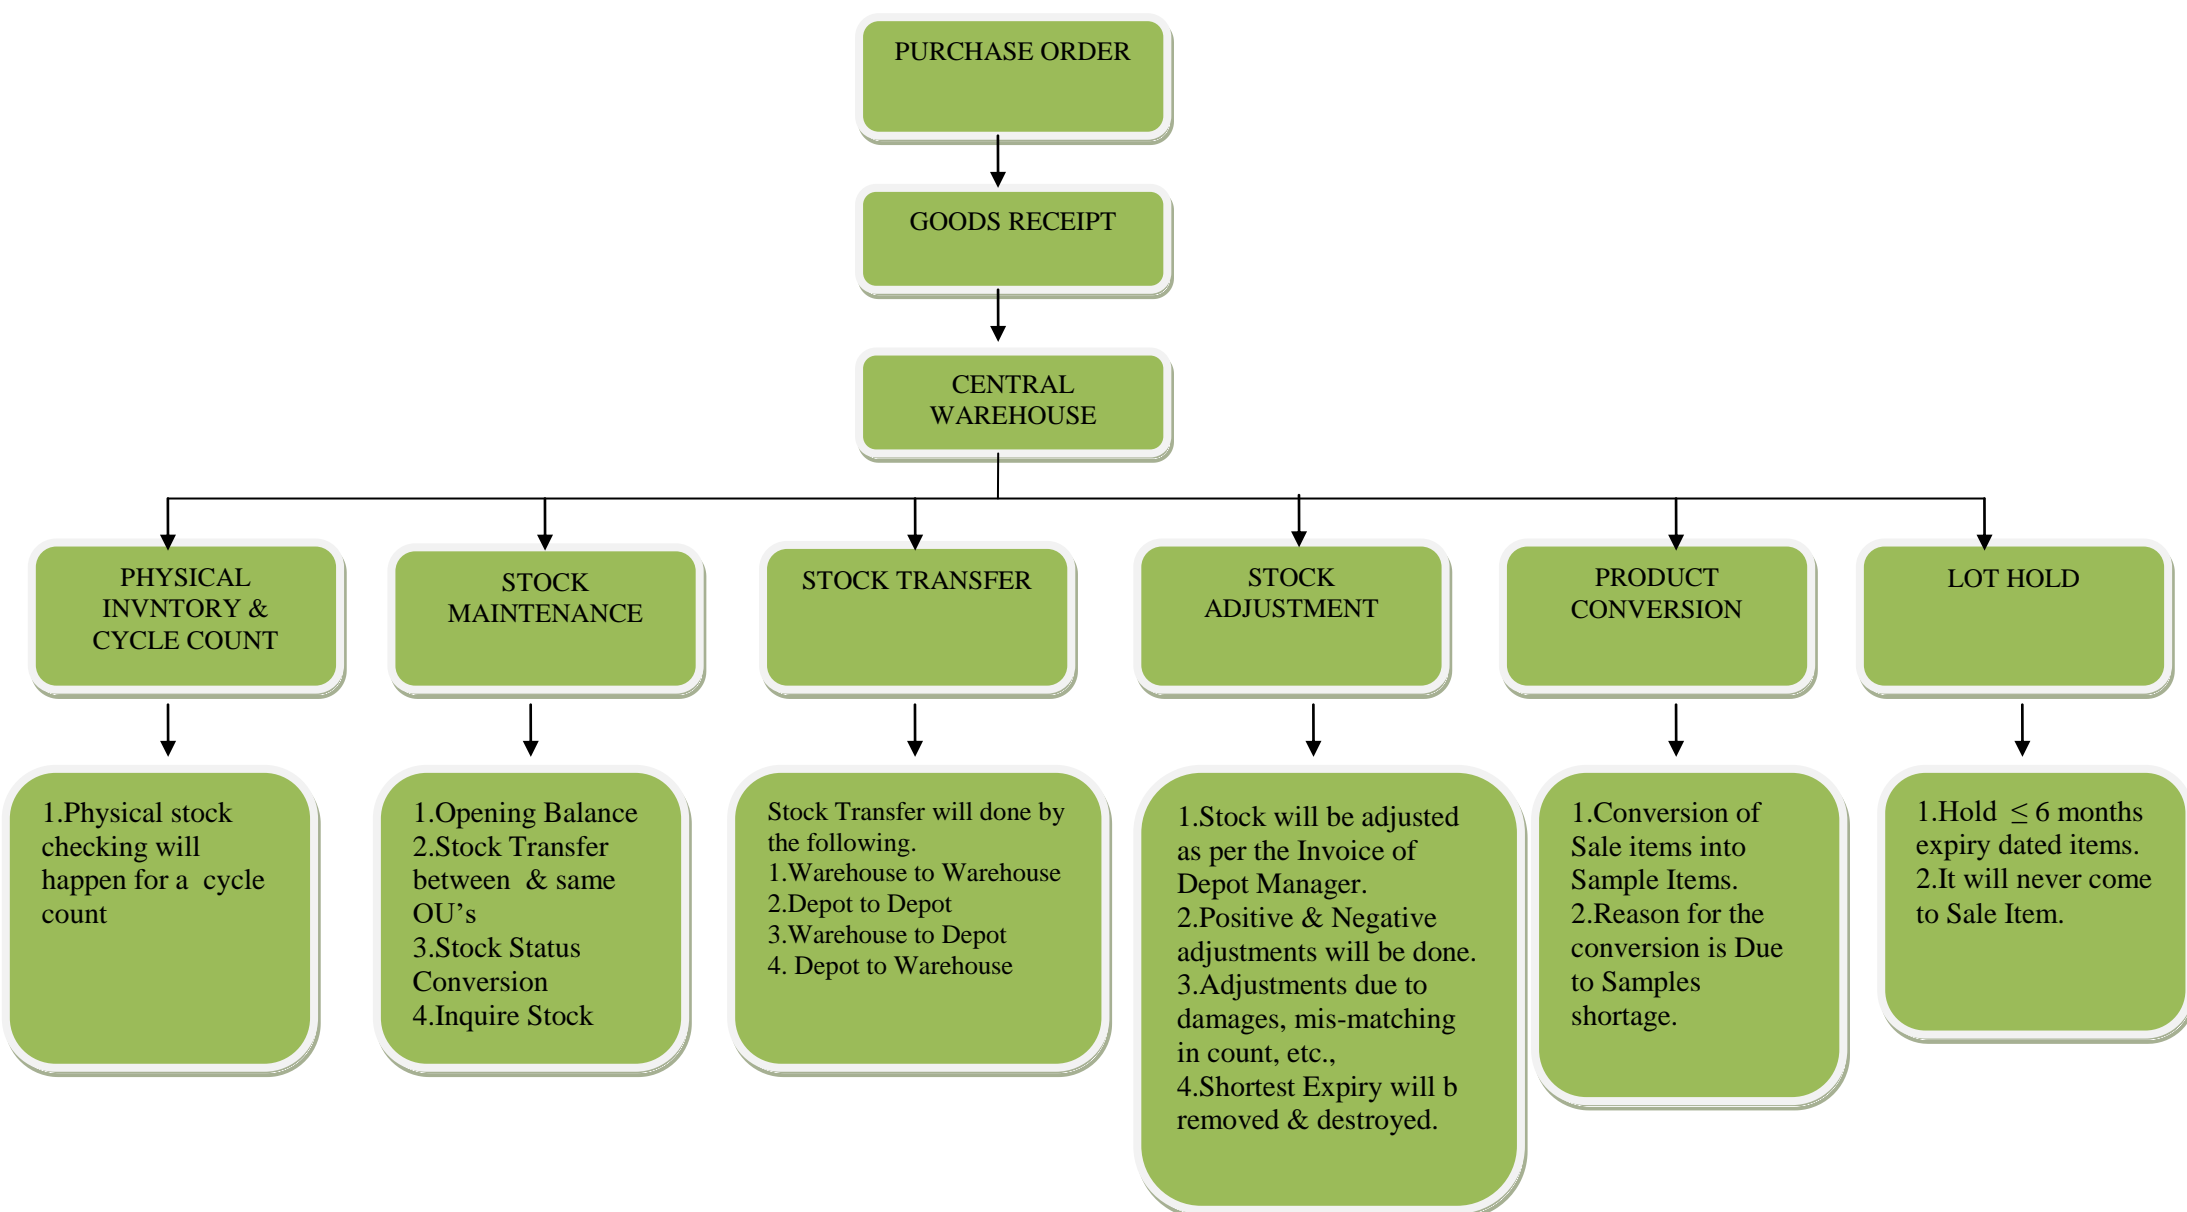 PURCHASE ORDER
GOODS RECEIPT
CENTRAL
WAREHOUSE
PHYSICAL
INVNTORY &
CYCLE COUNT
STOCK
MAINTENANCE
STOCK TRANSFER
STOCK
ADJUSTMENT
PRODUCT
CONVERSION
LOT HOLD
1.Physical stock
checking will
happen for a  cycle
count
1.Opening Balance
2.Stock Transfer
between  & same
OU’s
3.Stock Status
Conversion
4.Inquire Stock
Stock Transfer will done by
the following.
1.Warehouse to Warehouse
2.Depot to Depot
3.Warehouse to Depot
4. Depot to Warehouse
1.Stock will be adjusted
as per the Invoice of
Depot Manager.
2.Positive & Negative
adjustments will be done.
3.Adjustments due to
damages, mis-matching
in count, etc.,
4.Shortest Expiry will b
removed & destroyed.
1.Conversion of
Sale items into
Sample Items.
2.Reason for the
conversion is Due
to Samples
shortage.
1.Hold  ≤ 6 months
expiry dated items.
2.It will never come
to Sale Item.